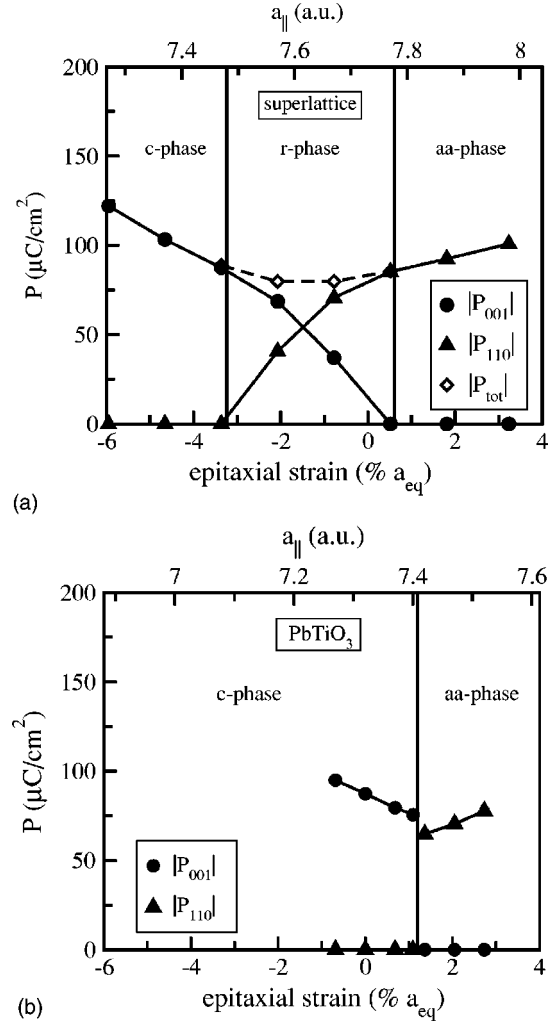 a|| (a.u.)
7.4 7.6 7.8 8
200
superlattice
c-phase r-phase aa-phase
150
P (μC/cm²)
100
|P001|
50
|P110|
|Ptot|
0
-6 -4 -2 0 2 4
epitaxial strain (% aeq)
(a)
a|| (a.u.)
7 7.2 7.4 7.6
200
PbTiO3
c-phase aa-phase
150
P (μC/cm²)
100
50
|P001|
|P110|
0
-6 -4 -2 0 2 4
epitaxial strain (% aeq)
(b)